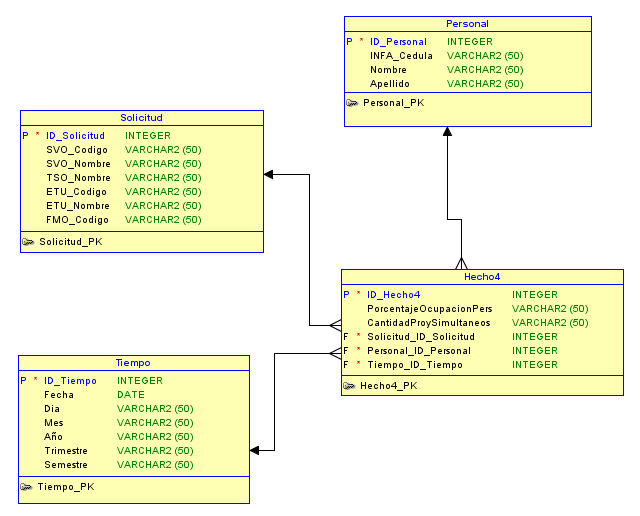 Personal
P * ID_Personal INTEGER
INFA_Cedula VARCHAR2 (50)
Nombre VARCHAR2 (50)
Apellido VARCHAR2 (50)
Personal_PK
Solicitud
P * ID_Solicitud INTEGER
SVO_Codigo VARCHAR2 (50)
SVO_Nombre VARCHAR2 (50)
TSO_Nombre VARCHAR2 (50)
ETU_Codigo VARCHAR2 (50)
ETU_Nombre VARCHAR2 (50)
FMO_Codigo VARCHAR2 (50)
Solicitud_PK
Hecho4
P * ID_Hecho4 INTEGER
PorcentajeOcupacionPers VARCHAR2 (50)
CantidadProySimultaneos VARCHAR2 (50)
F * Solicitud_ID_Solicitud INTEGER
F * Personal_ID_Personal INTEGER
F * Tiempo_ID_Tiempo INTEGER
Hecho4_PK
Tiempo
P * ID_Tiempo INTEGER
Fecha DATE
Dia VARCHAR2 (50)
Mes VARCHAR2 (50)
Año VARCHAR2 (50)
Trimestre VARCHAR2 (50)
Semestre VARCHAR2 (50)
Tiempo_PK